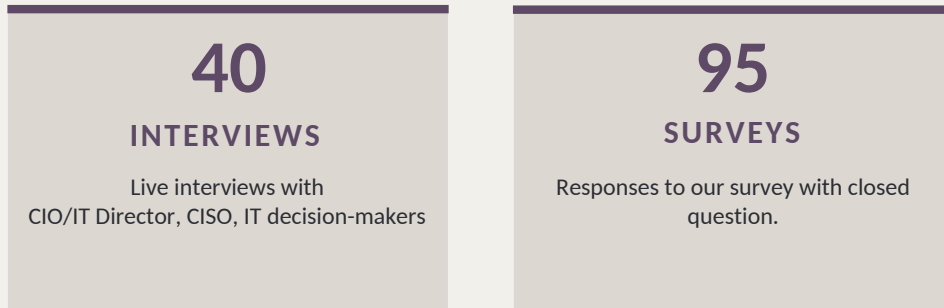 40
INTERVIEWS
Live interviews with
CIO/IT Director, CISO, IT decision-makers
95
SURVEYS
Responses to our survey with closed
question.